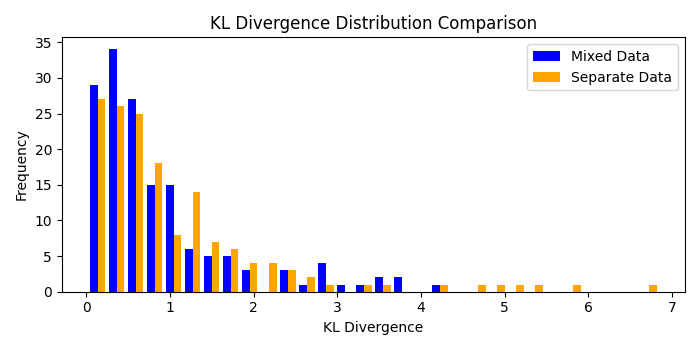 KL Divergence Distribution Comparison
Mixed Data
Separate Data
Frequency
35
30
25
20
15
10
5
0
0 1 2 3 4 5 6 7
KL Divergence